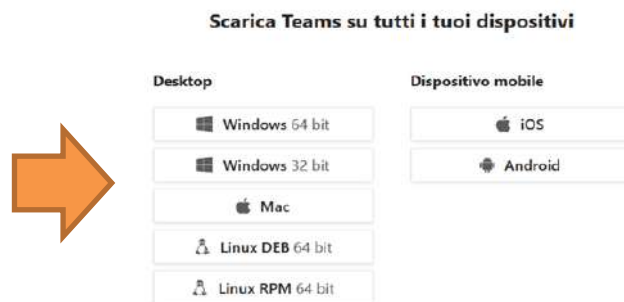 Scarica Teams su tutti i tuoi dispositivi
Desktop
Windows 64 bit
Windows 32 bit
Mac
Linux DEB 64 bit
Linux RPM 64 bit
Dispositivo mobile
iOS
Android